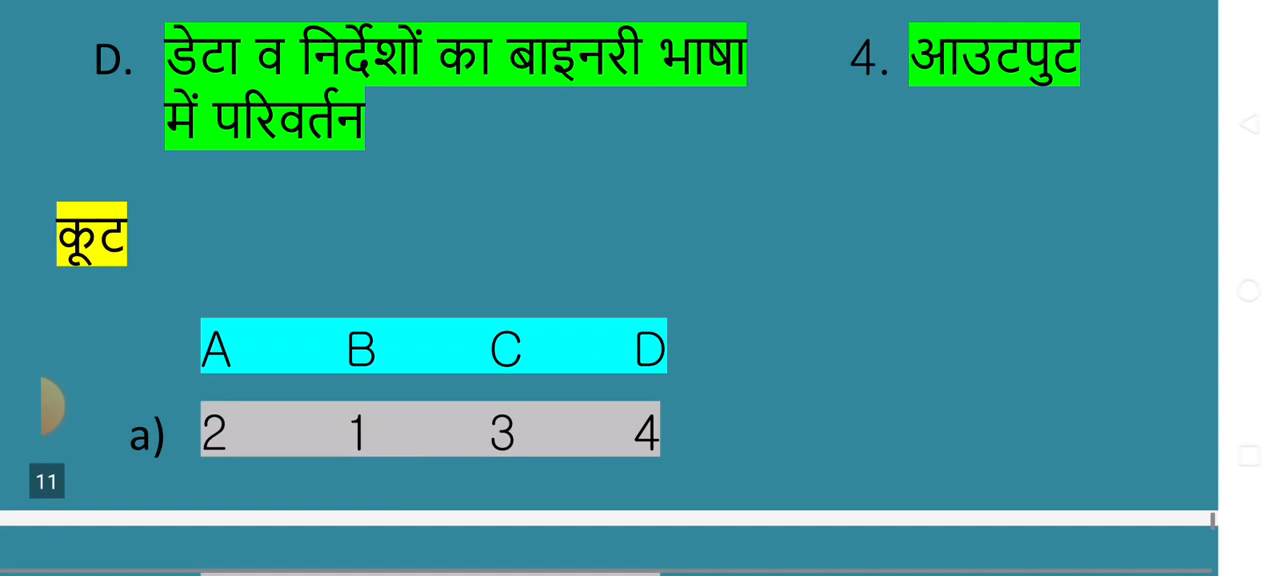 D. डेटा व निर्देशों का बाइनरी भाषा 4. आउटपुट
में परिवर्तन
कूट
A B C D
a) 2 1 3 4
11